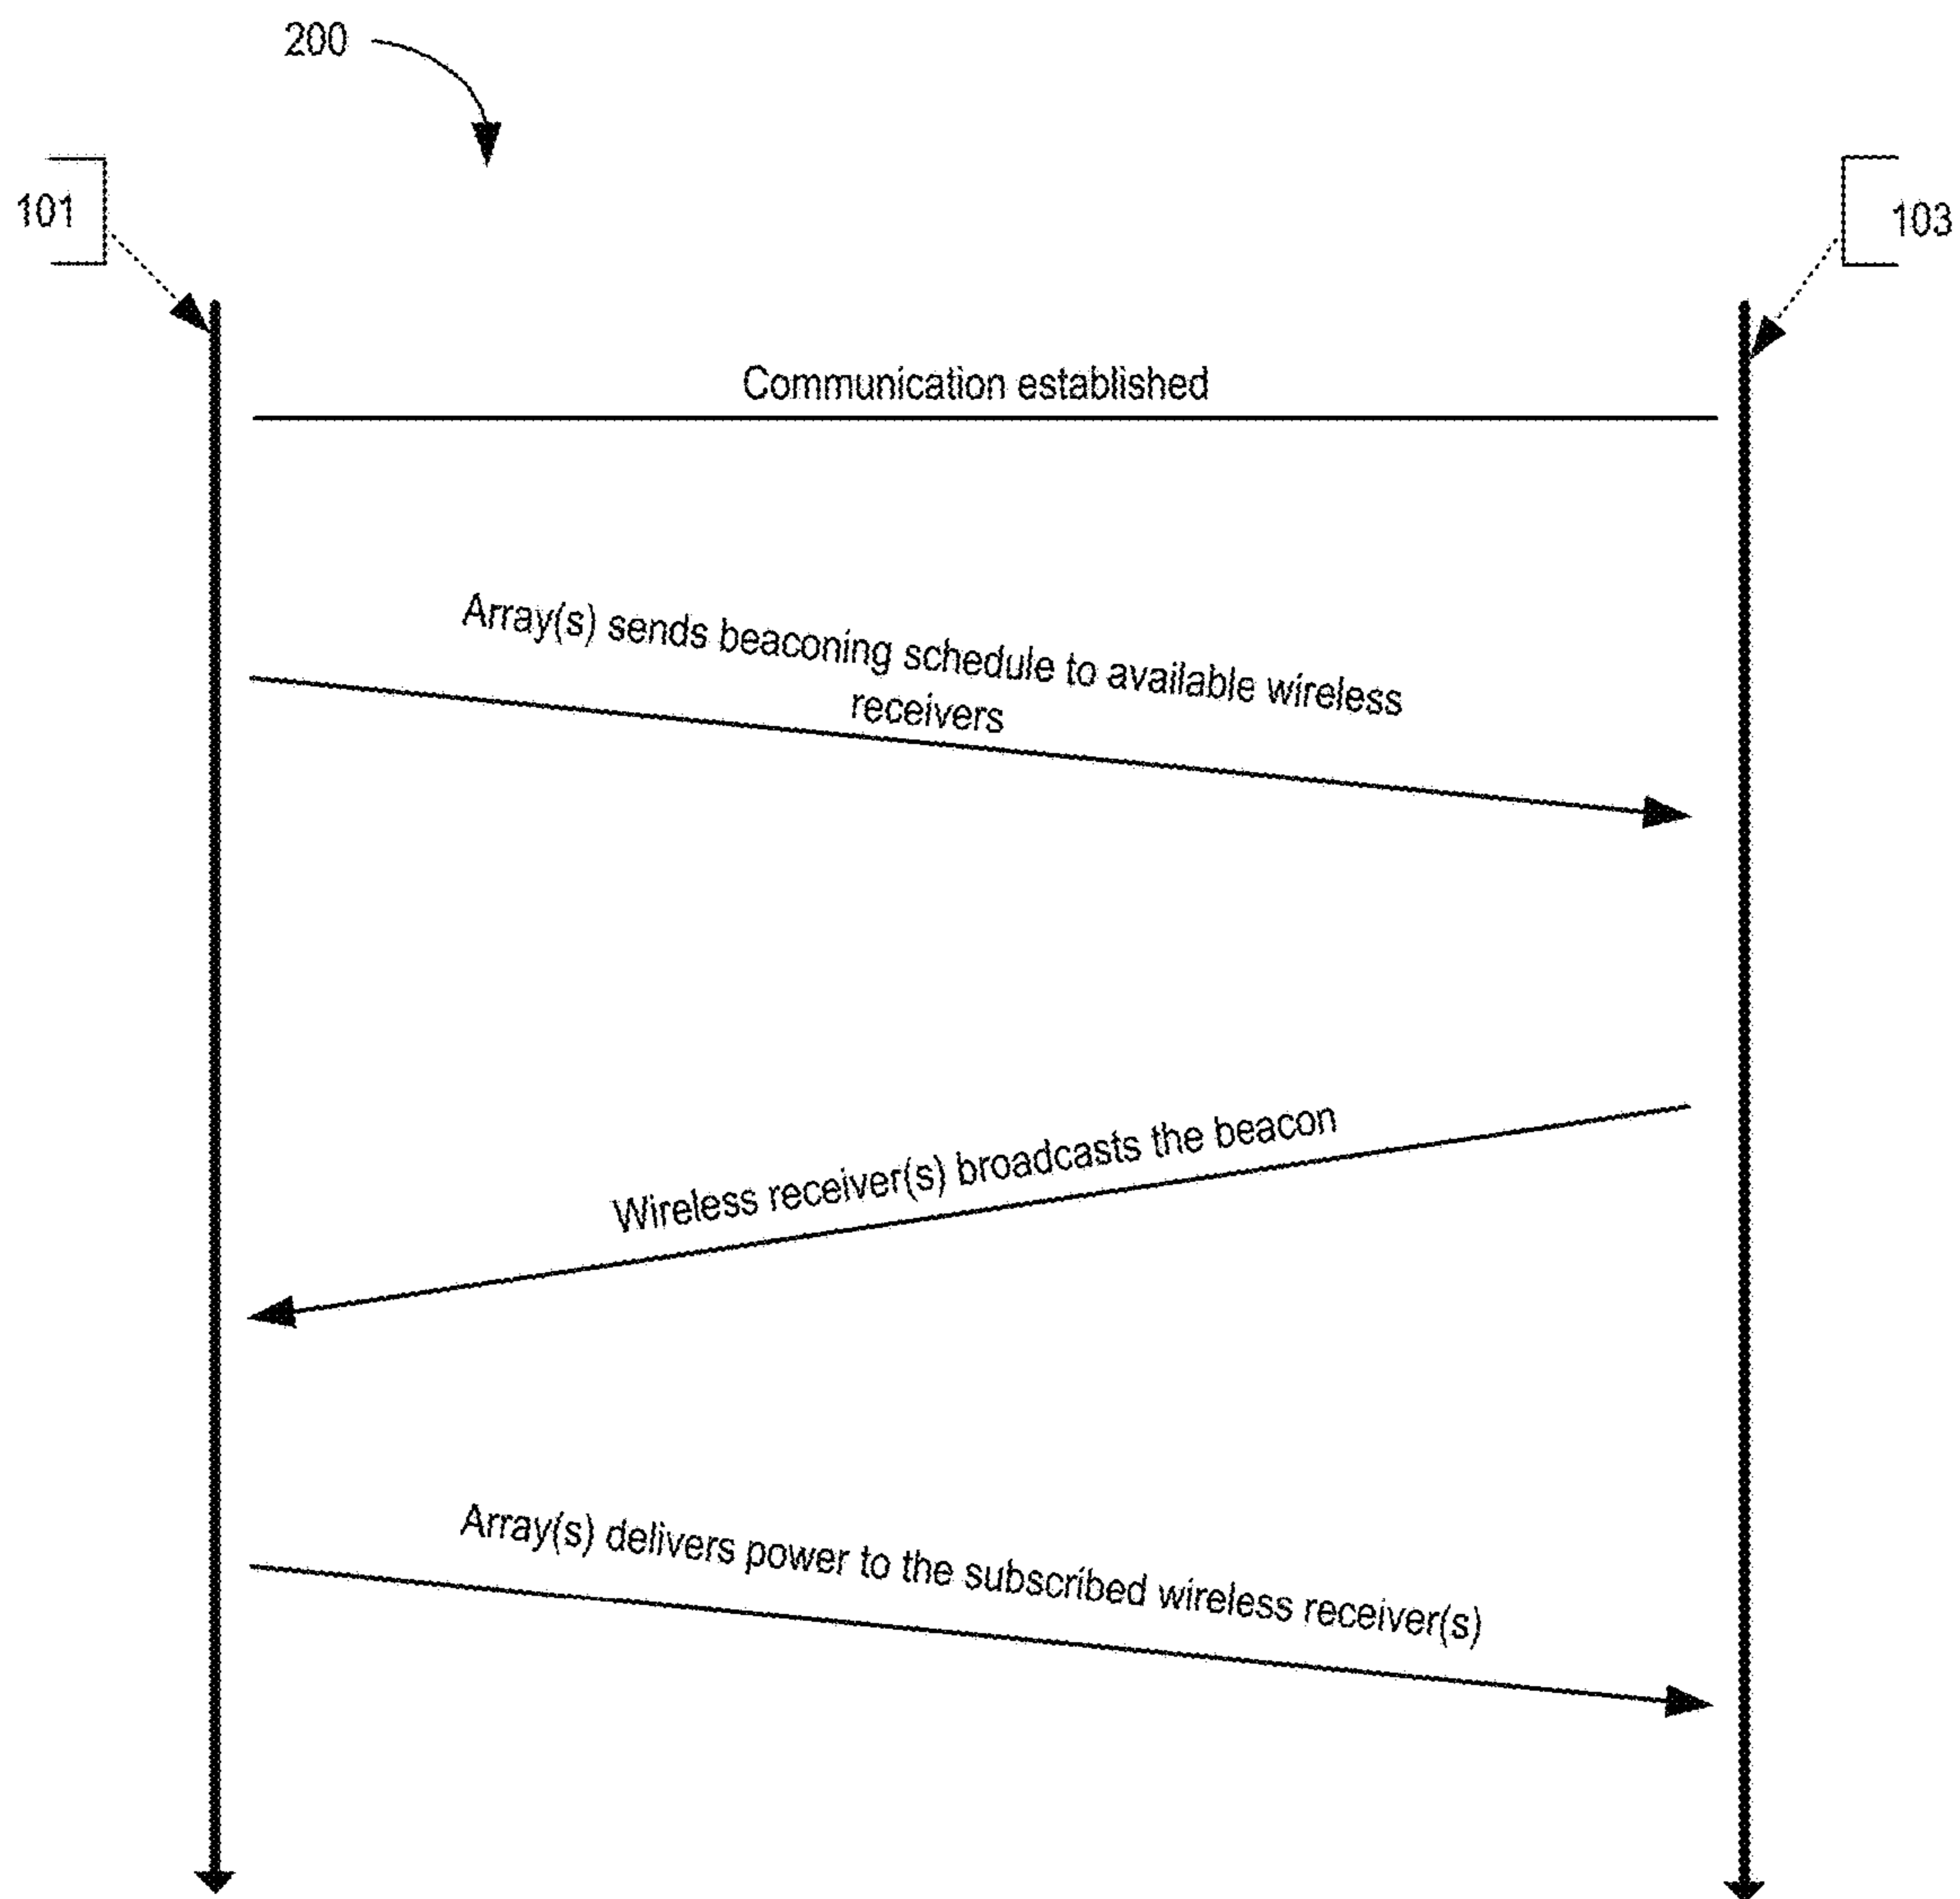 200
101
103
Communication established
Array(s) sends beaconing schedule to available wireless
receivers
Wireless receiver(s) broadcasts the beacon
Array(s) delivers power to the subscribed wireless receiver(s)